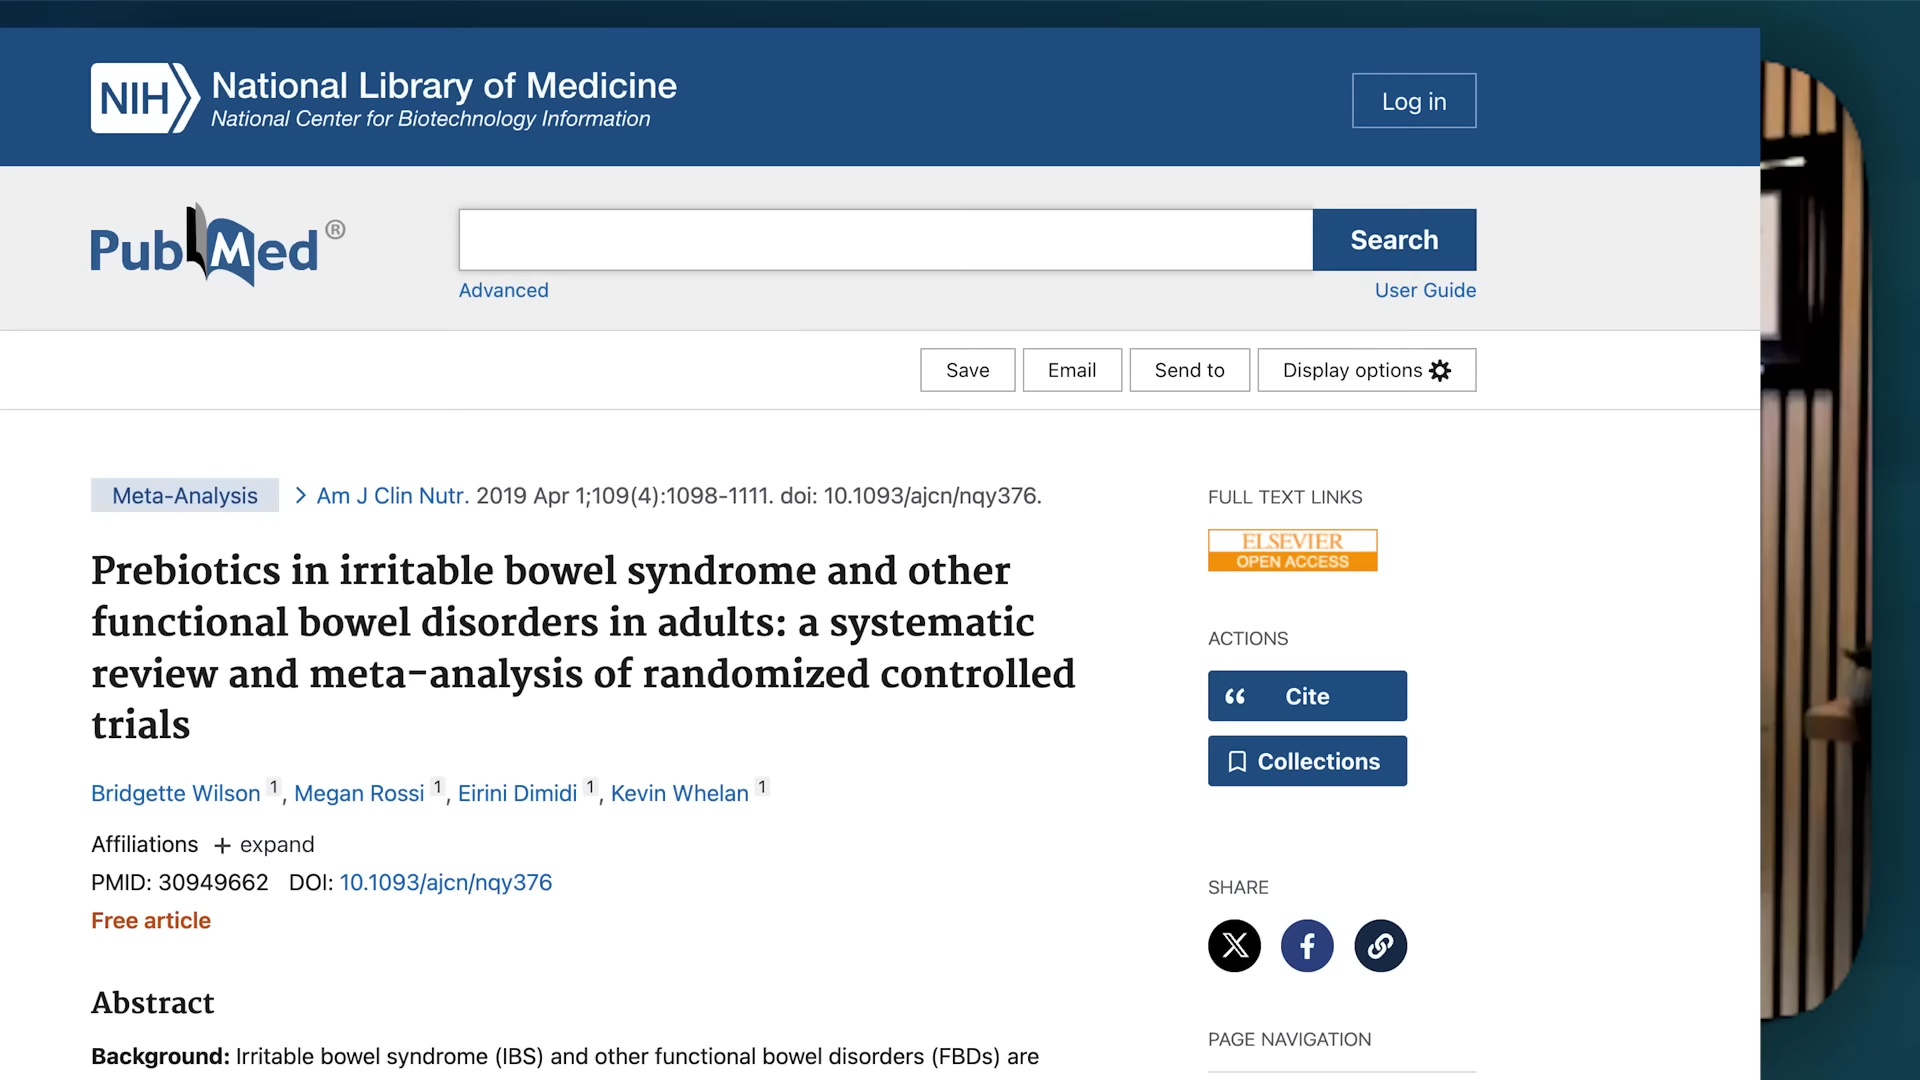 NIH National Library of Medicine
National Center for Biotechnology Information
Log in
PubMed®
Search
Advanced
User Guide
Save
Email
Send to
Display options
Meta-Analysis > Am J Clin Nutr. 2019 Apr 1;109(4):1098-1111. doi: 10.1093/ajcn/nqy376.
Prebiotics in irritable bowel syndrome and other
functional bowel disorders in adults: a systematic
review and meta-analysis of randomized controlled
trials
Bridgette Wilson 1, Megan Rossi 1, Eirini Dimidi 1, Kevin Whelan 1
Affiliations + expand
PMID: 30949662 DOI: 10.1093/ajcn/nqy376
Free article
Abstract
Background: Irritable bowel syndrome (IBS) and other functional bowel disorders (FBDs) are
FULL TEXT LINKS
ELSEVIER
OPEN ACCESS
ACTIONS
Cite
Collections
SHARE
PAGE NAVIGATION